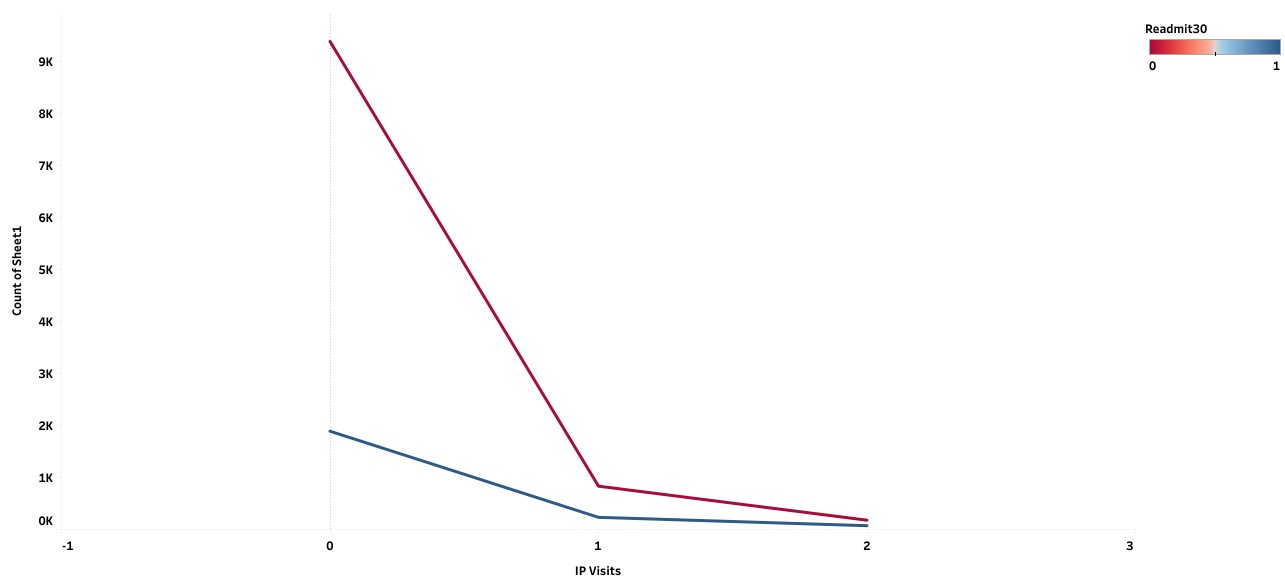 Readmit30
0 1
9K
8K
7K
6K
5K
4K
3K
2K
1K
0K
Count of Sheet1
-1 0 1 2 3
IP Visits